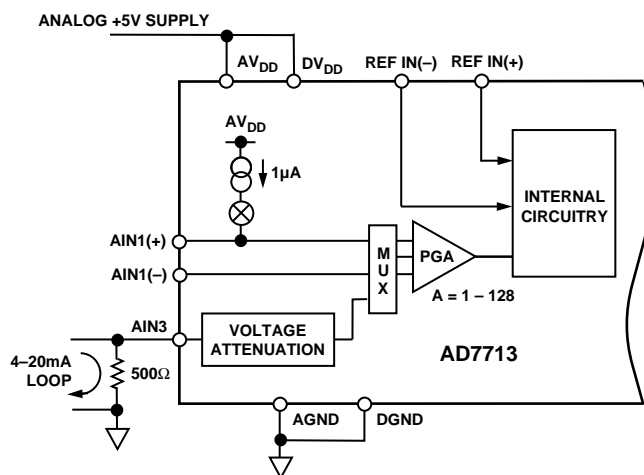 ANALOG +5V SUPPLY
AVDD
DVDD
REF IN(–)
REF IN(+)
AVDD
1µA
INTERNAL
CIRCUITRY
AIN1(+)
AIN1(–)
MUX
PGA
A = 1 – 128
AIN3
VOLTAGE
ATTENUATION
AD7713
4–20mA
LOOP
500Ω
AGND
DGND